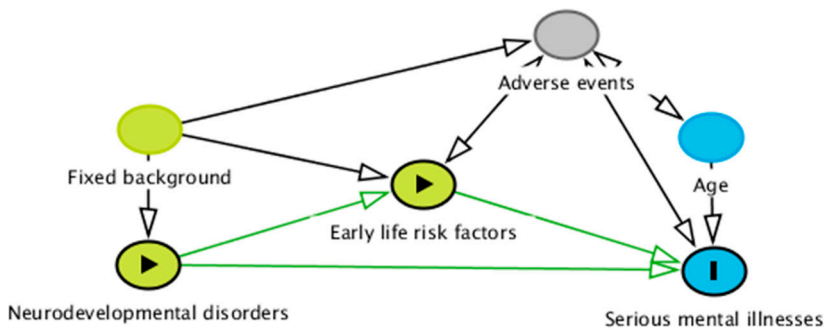 Adverse events
Fixed background
Age
Early life risk factors
Neurodevelopmental disorders
Serious mental illnesses